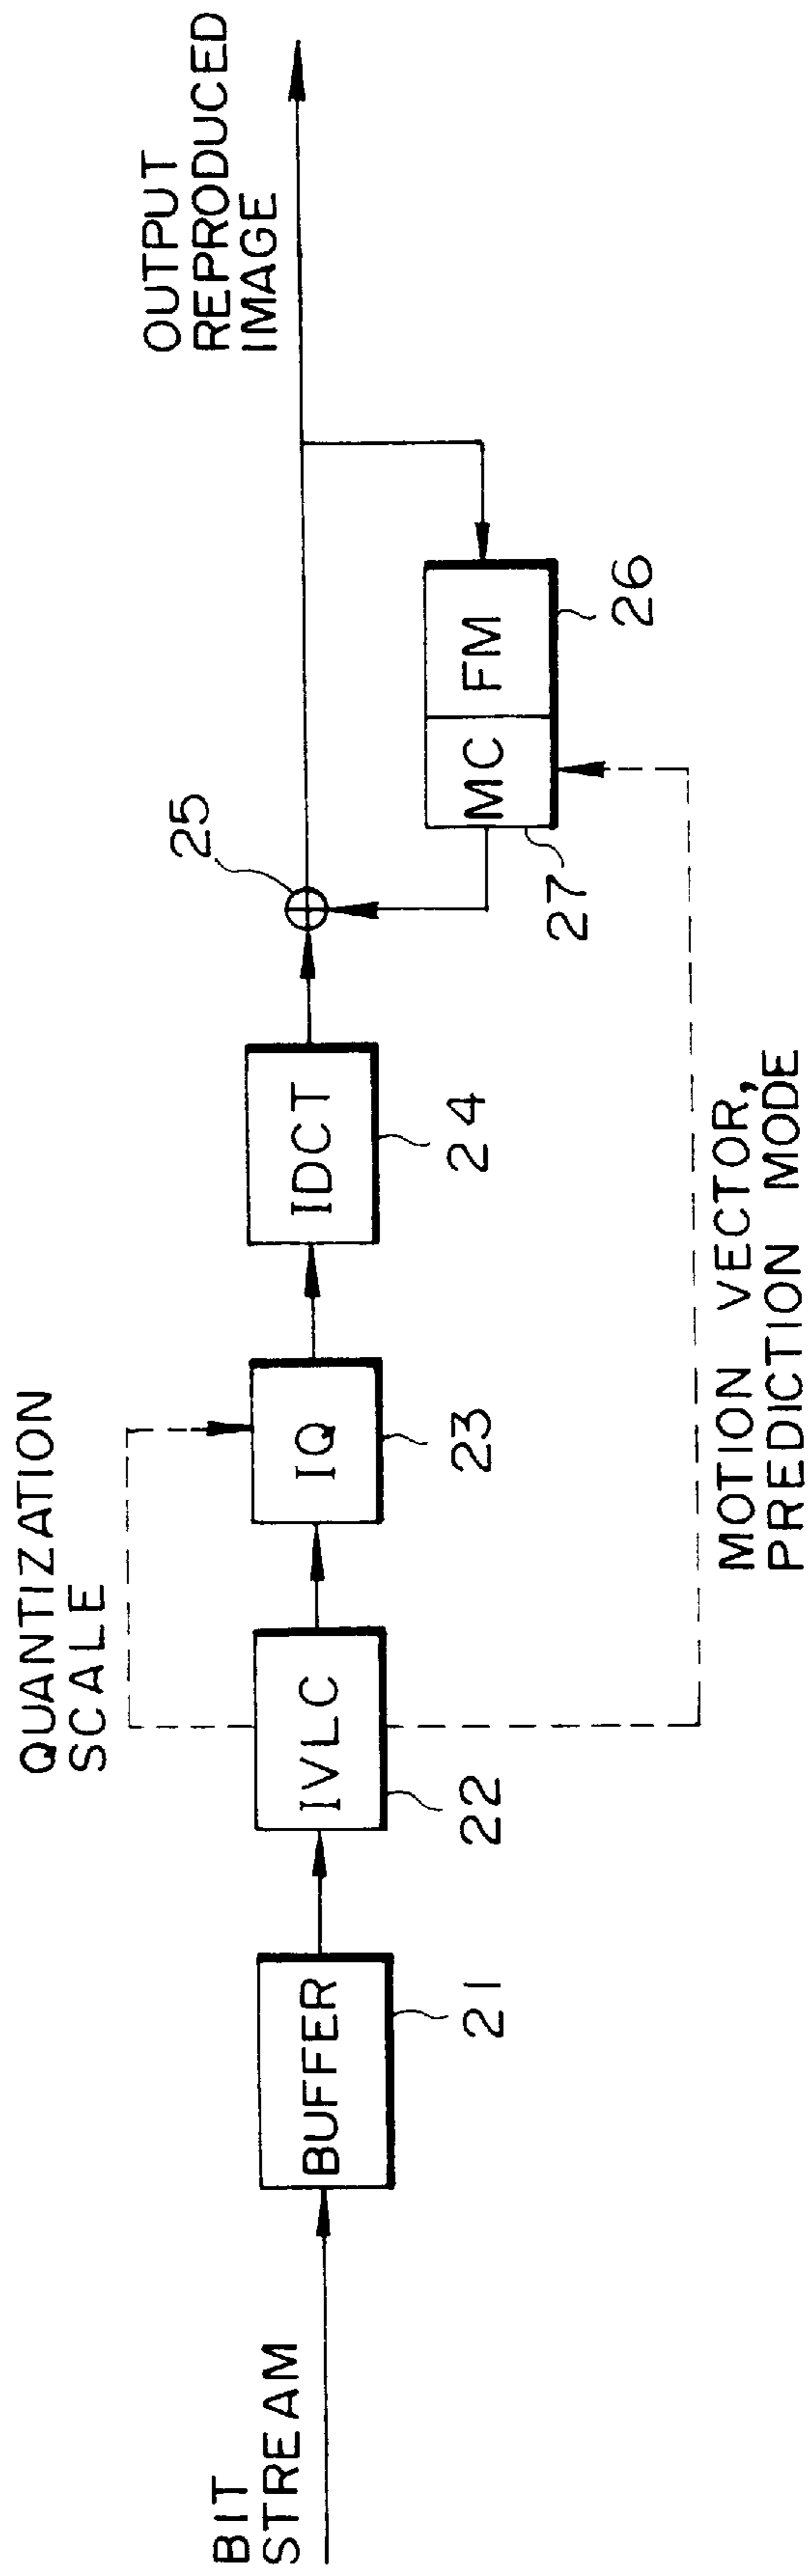 BIT
STREAM
BUFFER
21
QUANTIZATION
SCALE
IVLC
22
IQ
23
IDCT
24
25
MC
FM
27
26
MOTION VECTOR,
PREDICTION MODE
OUTPUT
REPRODUCED
IMAGE